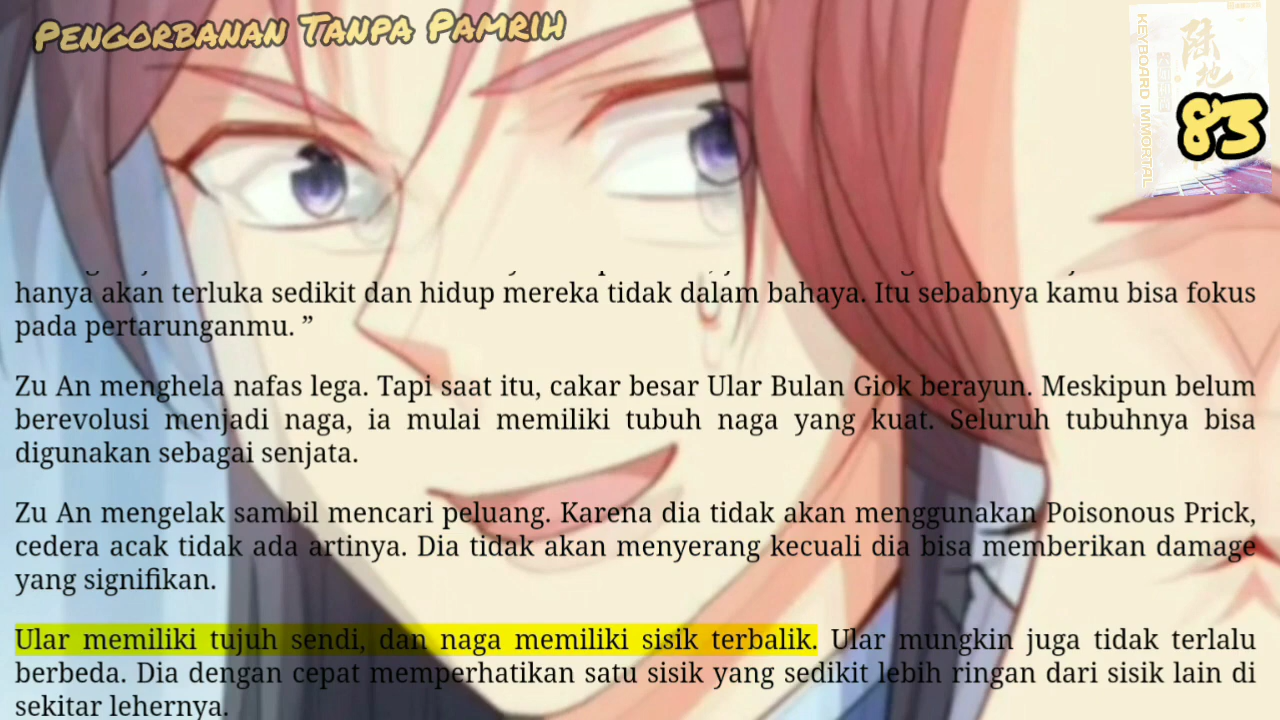 Pengorbanan Tanpa Pamrih
KEYBOARD IMMORTAL
83
hanya akan terluka sedikit dan hidup mereka tidak dalam bahaya. Itu sebabnya kamu bisa fokus
pada pertarunganmu. ”
Zu An menghela nafas lega. Tapi saat itu, cakar besar Ular Bulan Giok berayun. Meskipun belum
berevolusi menjadi naga, ia mulai memiliki tubuh naga yang kuat. Seluruh tubuhnya bisa
digunakan sebagai senjata.
Zu An mengelak sambil mencari peluang. Karena dia tidak akan menggunakan Poisonous Prick,
cedera acak tidak ada artinya. Dia tidak akan menyerang kecuali dia bisa memberikan damage
yang signifikan.
Ular memiliki tujuh sendi, dan naga memiliki sisik terbalik. Ular mungkin juga tidak terlalu
berbeda. Dia dengan cepat memperhatikan satu sisik yang sedikit lebih ringan dari sisik lain di
sekitar lehernya.